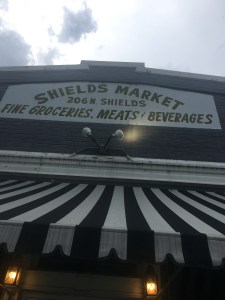 SHIELDS MARKET
206 N. SHIELDS
FINE GROCERIES, MEATS / BEVERAGES